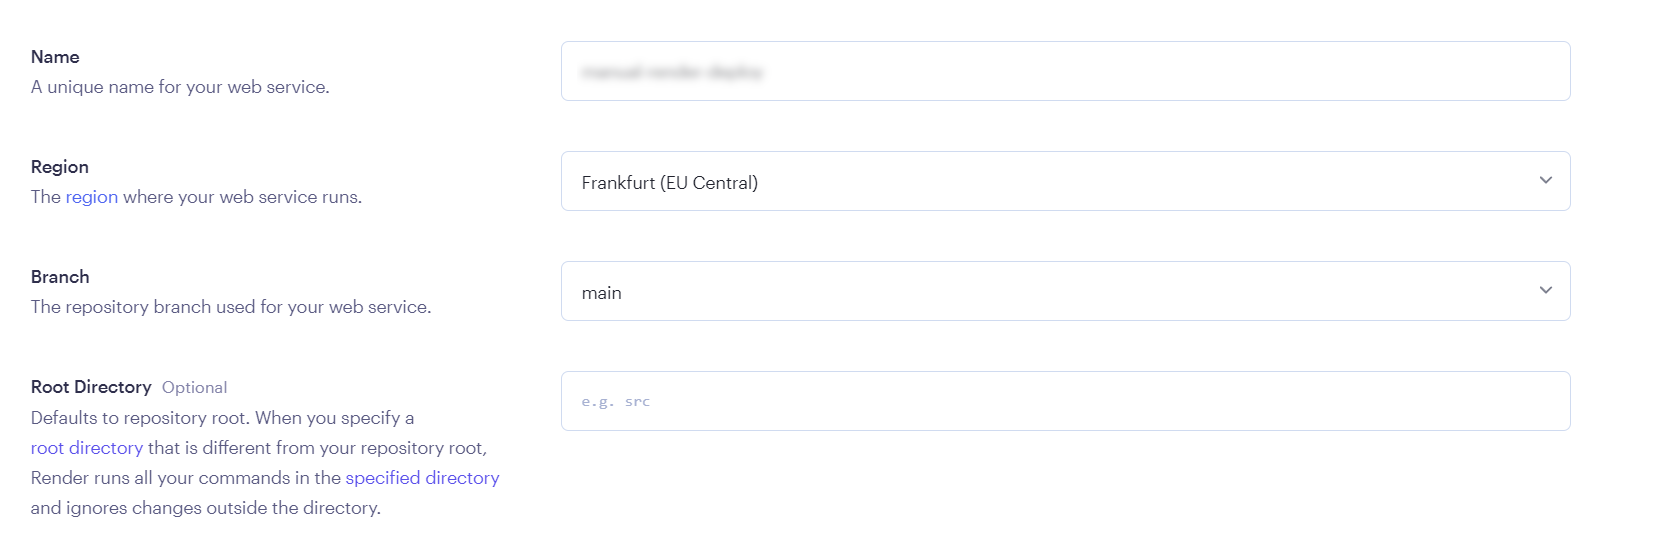 Name
A unique name for your web service.
Region
The region where your web service runs.
Frankfurt (EU Central)
Branch
The repository branch used for your web service.
main
Root Directory Optional
Defaults to repository root. When you specify a
root directory that is different from your repository root,
Render runs all your commands in the specified directory
and ignores changes outside the directory.
e.g. src